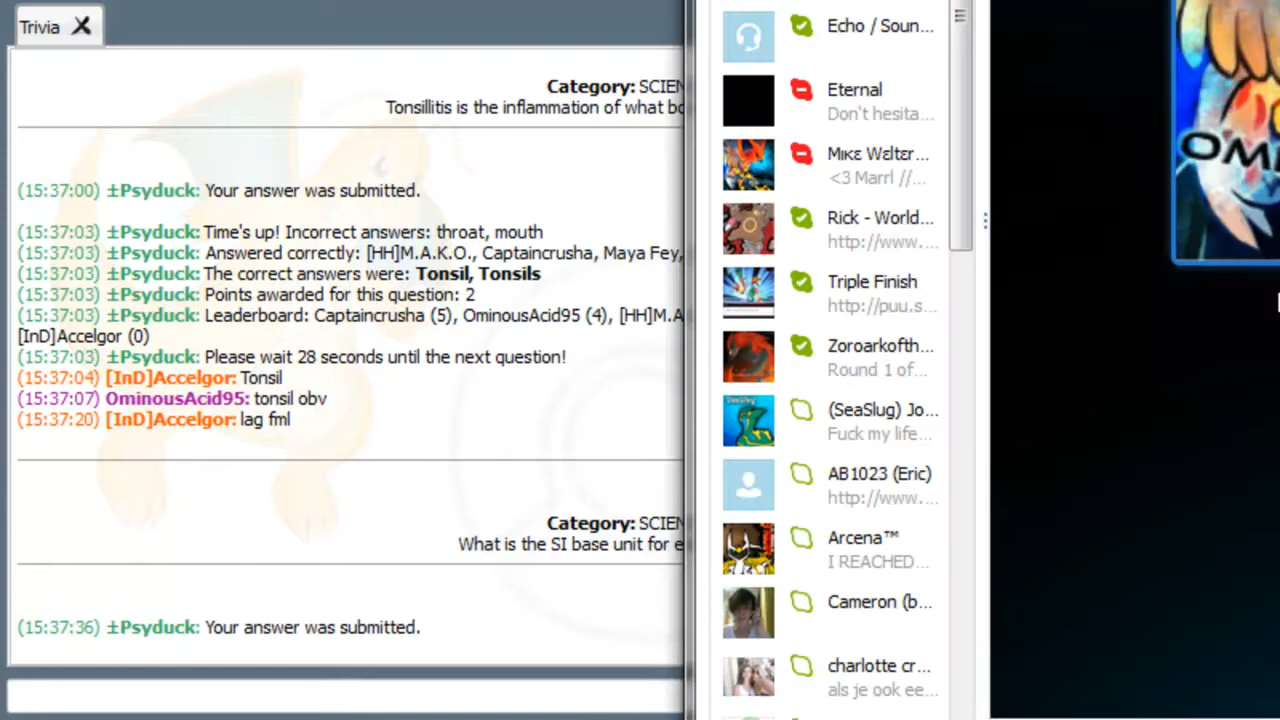 Trivia X
Category: SCIEN
Tonsillitis is the inflammation of what bo
(15:37:00) ±Psyduck: Your answer was submitted.
(15:37:03) ±Psyduck: Time's up! Incorrect answers: throat, mouth
(15:37:03) ±Psyduck: Answered correctly: [HH]M.A.K.O., Captaincrusha, Maya Fey,
(15:37:03) ±Psyduck: The correct answers were: Tonsil, Tonsils
(15:37:03) ±Psyduck: Points awarded for this question: 2
(15:37:03) ±Psyduck: Leaderboard: Captaincrusha (5), OminousAcid95 (4), [HH]M.A
[InD]Accelgor (0)
(15:37:03) ±Psyduck: Please wait 28 seconds until the next question!
(15:37:04) [InD]Accelgor: Tonsil
(15:37:07) OminousAcid95: tonsil obv
(15:37:20) [InD]Accelgor: lag fml
Category: SCIEN
What is the SI base unit for e
(15:37:36) ±Psyduck: Your answer was submitted.
Echo / Soun...
Eternal
Don't hesita...
Mιкε Wεltεr...
<3 Marrl //...
Rick - World...
http://www...
Triple Finish
http://puu.s...
Zoroarkofth...
Round 1 of...
(SeaSlug) Jo...
Fuck my life...
AB1023 (Eric)
http://www...
Arcena™
I REACHED...
Cameron (b...
charlotte cr...
als je ook ee...
OM